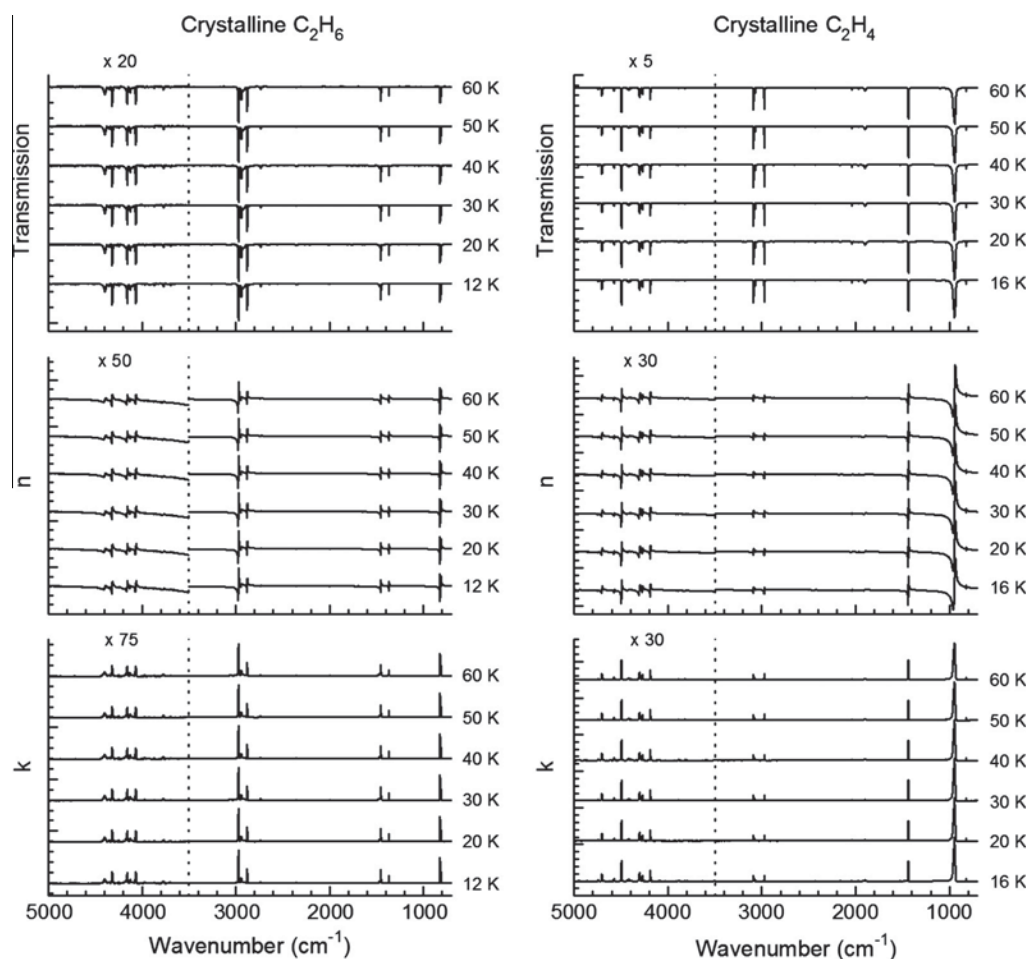 Crystalline C₂H₆
x 20
Transmission
60 K
50 K
40 K
30 K
20 K
12 K
x 50
n
60 K
50 K
40 K
30 K
20 K
12 K
x 75
k
60 K
50 K
40 K
30 K
20 K
12 K
5000 4000 3000 2000 1000
Wavenumber (cm⁻¹)
Crystalline C₂H₄
x 5
Transmission
60 K
50 K
40 K
30 K
20 K
16 K
x 30
n
60 K
50 K
40 K
30 K
20 K
16 K
x 30
k
60 K
50 K
40 K
30 K
20 K
16 K
5000 4000 3000 2000 1000
Wavenumber (cm⁻¹)